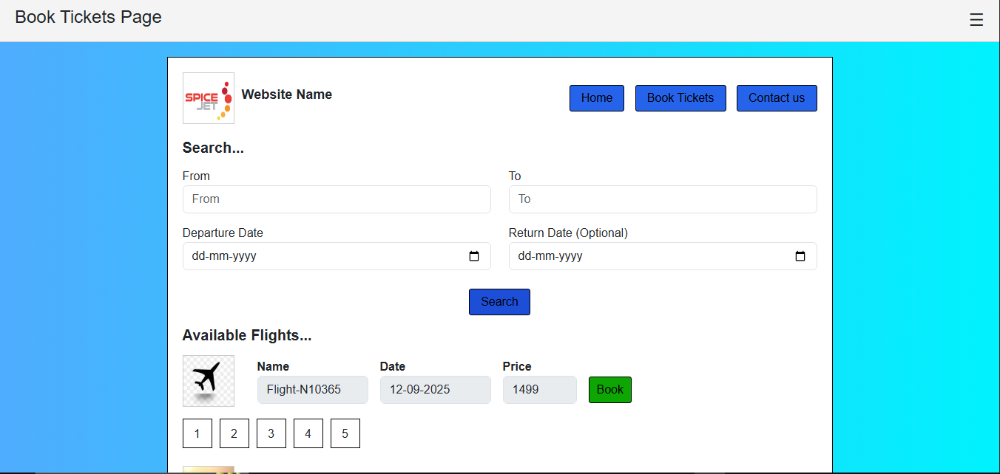 Book Tickets Page
☰
SPICE
JET
Website Name
Home
Book Tickets
Contact us
Search...
From
To
From
To
Departure Date
Return Date (Optional)
dd-mm-yyyy
dd-mm-yyyy
Search
Available Flights...
Name
Date
Price
Flight-N10365
12-09-2025
1499
Book
1
2
3
4
5